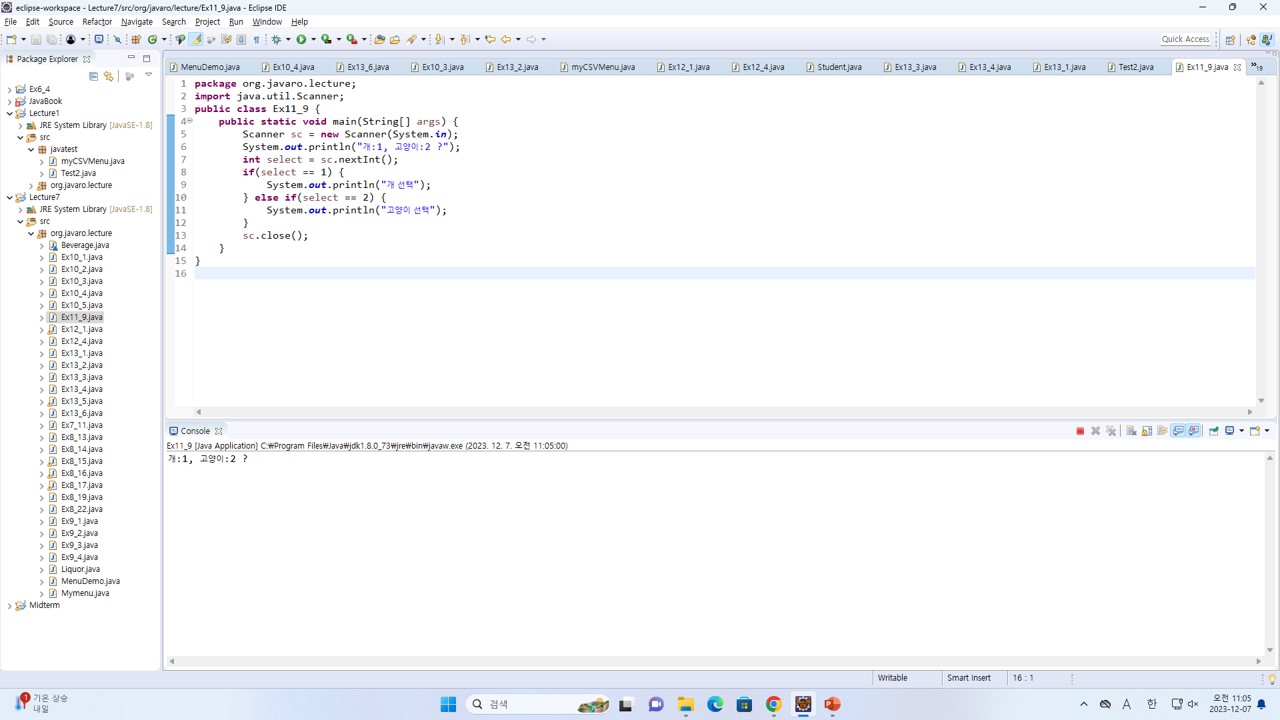 eclipse-workspace - Lecture7/src/org/javaro/lecture/Ex11_9.java - Eclipse IDE
File Edit Source Refactor Navigate Search Project Run Window Help
Quick Access
Package Explorer
MenuDemo.java Ex10_4.java Ex13_6.java Ex10_3.java Ex13_2.java myCSVMenu.java Ex12_1.java Ex12_4.java Student.java Ex13_3.java Ex13_4.java Ex13_1.java Test2.java Ex11_9.java »19
Ex6_4
JavaBook
Lecture1
JRE System Library [JavaSE-1.8]
src
javatest
myCSVMenu.java
Test2.java
org.javaro.lecture
Lecture7
JRE System Library [JavaSE-1.8]
src
org.javaro.lecture
Beverage.java
Ex10_1.java
Ex10_2.java
Ex10_3.java
Ex10_4.java
Ex10_5.java
Ex11_9.java
Ex12_1.java
Ex12_4.java
Ex13_1.java
Ex13_2.java
Ex13_3.java
Ex13_4.java
Ex13_5.java
Ex13_6.java
Ex7_11.java
Ex8_13.java
Ex8_14.java
Ex8_15.java
Ex8_16.java
Ex8_17.java
Ex8_19.java
Ex8_22.java
Ex9_1.java
Ex9_2.java
Ex9_3.java
Ex9_4.java
Liquor.java
MenuDemo.java
Mymenu.java
Midterm
1 package org.javaro.lecture;
2 import java.util.Scanner;
3 public class Ex11_9 {
4 public static void main(String[] args) {
5 Scanner sc = new Scanner(System.in);
6 System.out.println("개:1, 고양이:2 ?");
7 int select = sc.nextInt();
8 if(select == 1) {
9 System.out.println("개 선택");
10 } else if(select == 2) {
11 System.out.println("고양이 선택");
12 }
13 sc.close();
14 }
15 }
16
Console
Ex11_9 [Java Application] C:₩Program Files₩Java₩jdk1.8.0_73₩jre₩bin₩javaw.exe (2023. 12. 7. 오전 11:05:00)
개:1, 고양이:2 ?
Writable Smart Insert 16 : 1
1 기온 상승
내일
검색
A 한
오전 11:05
2023-12-07